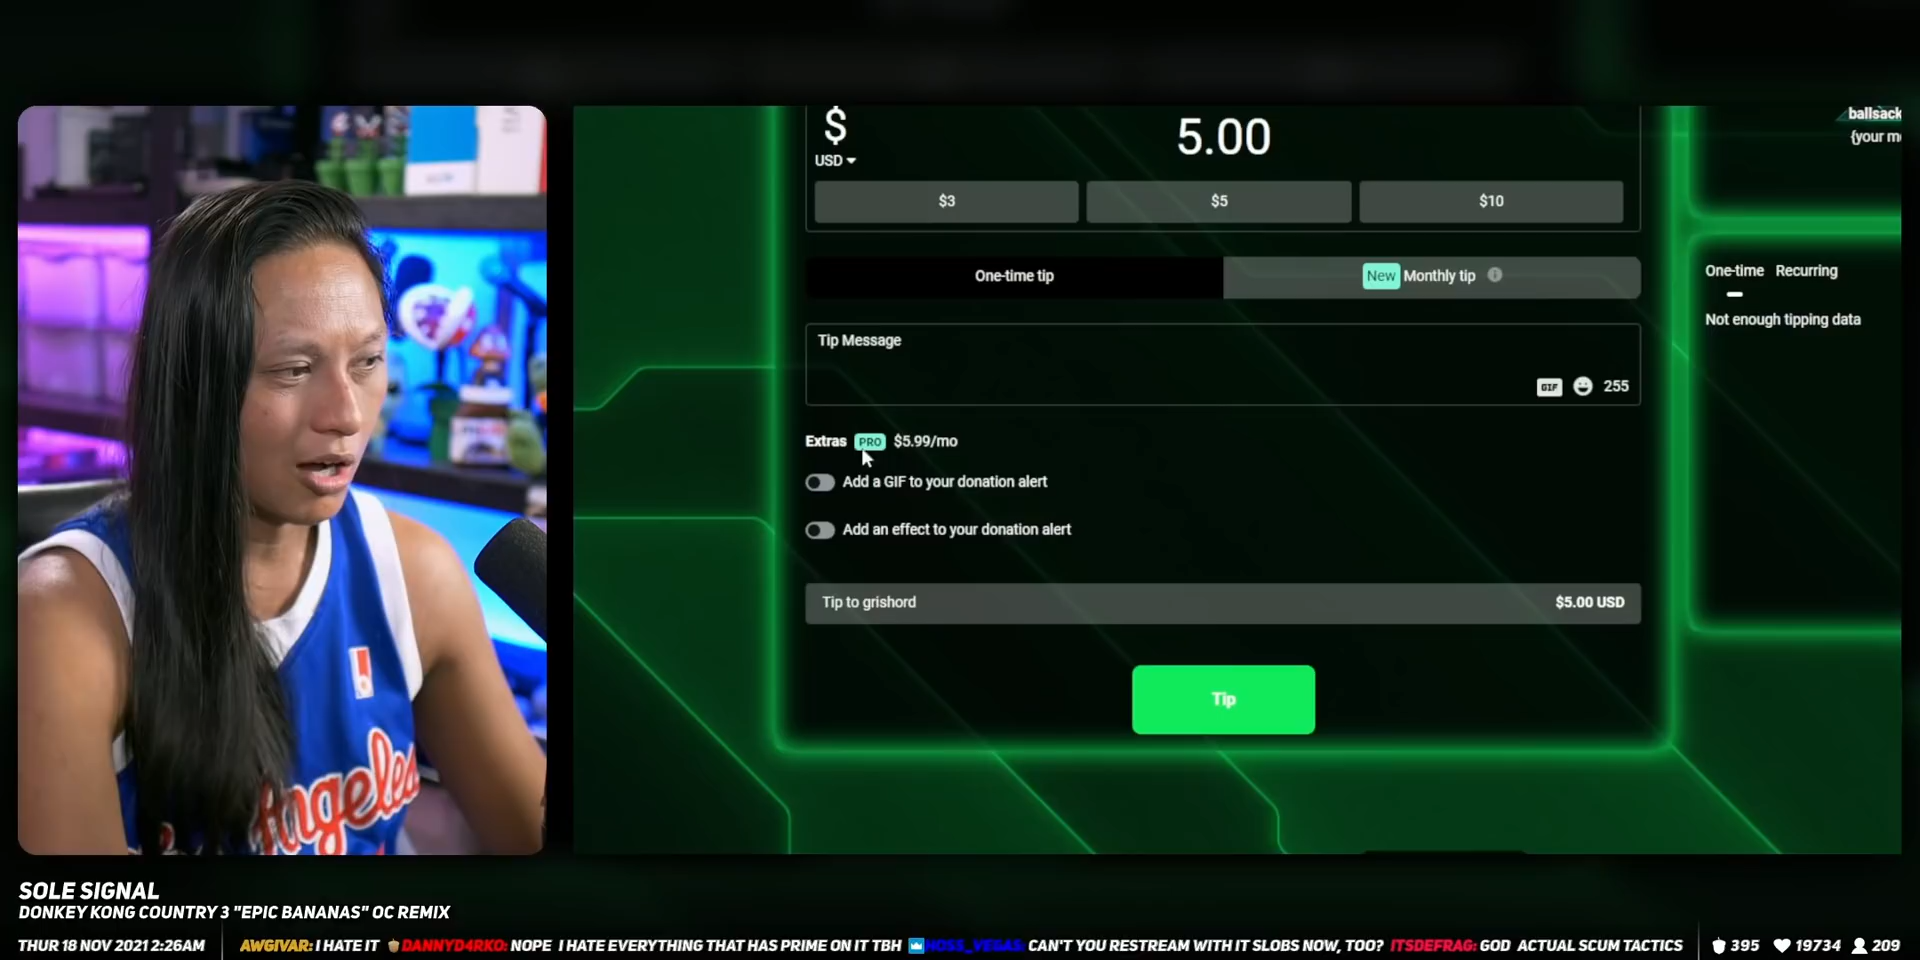 $
USD
5.00
$3
$5
$10
One-time tip
New Monthly tip
Tip Message
GIF 255
Extras PRO $5.99/mo
Add a GIF to your donation alert
Add an effect to your donation alert
Tip to grishord
$5.00 USD
Tip
ballsack
{your m
One-time Recurring
Not enough tipping data
Angeles
SOLE SIGNAL
DONKEY KONG COUNTRY 3 "EPIC BANANAS" OC REMIX
THUR 18 NOV 2021 2:26AM
AWGIVAR: I HATE IT DANNYD4RKO: NOPE I HATE EVERYTHING THAT HAS PRIME ON IT TBH HOSS_VEGAS: CAN'T YOU RESTREAM WITH IT SLOBS NOW, TOO? ITSDEFRAG: GOD ACTUAL SCUM TACTICS
395 19734 209